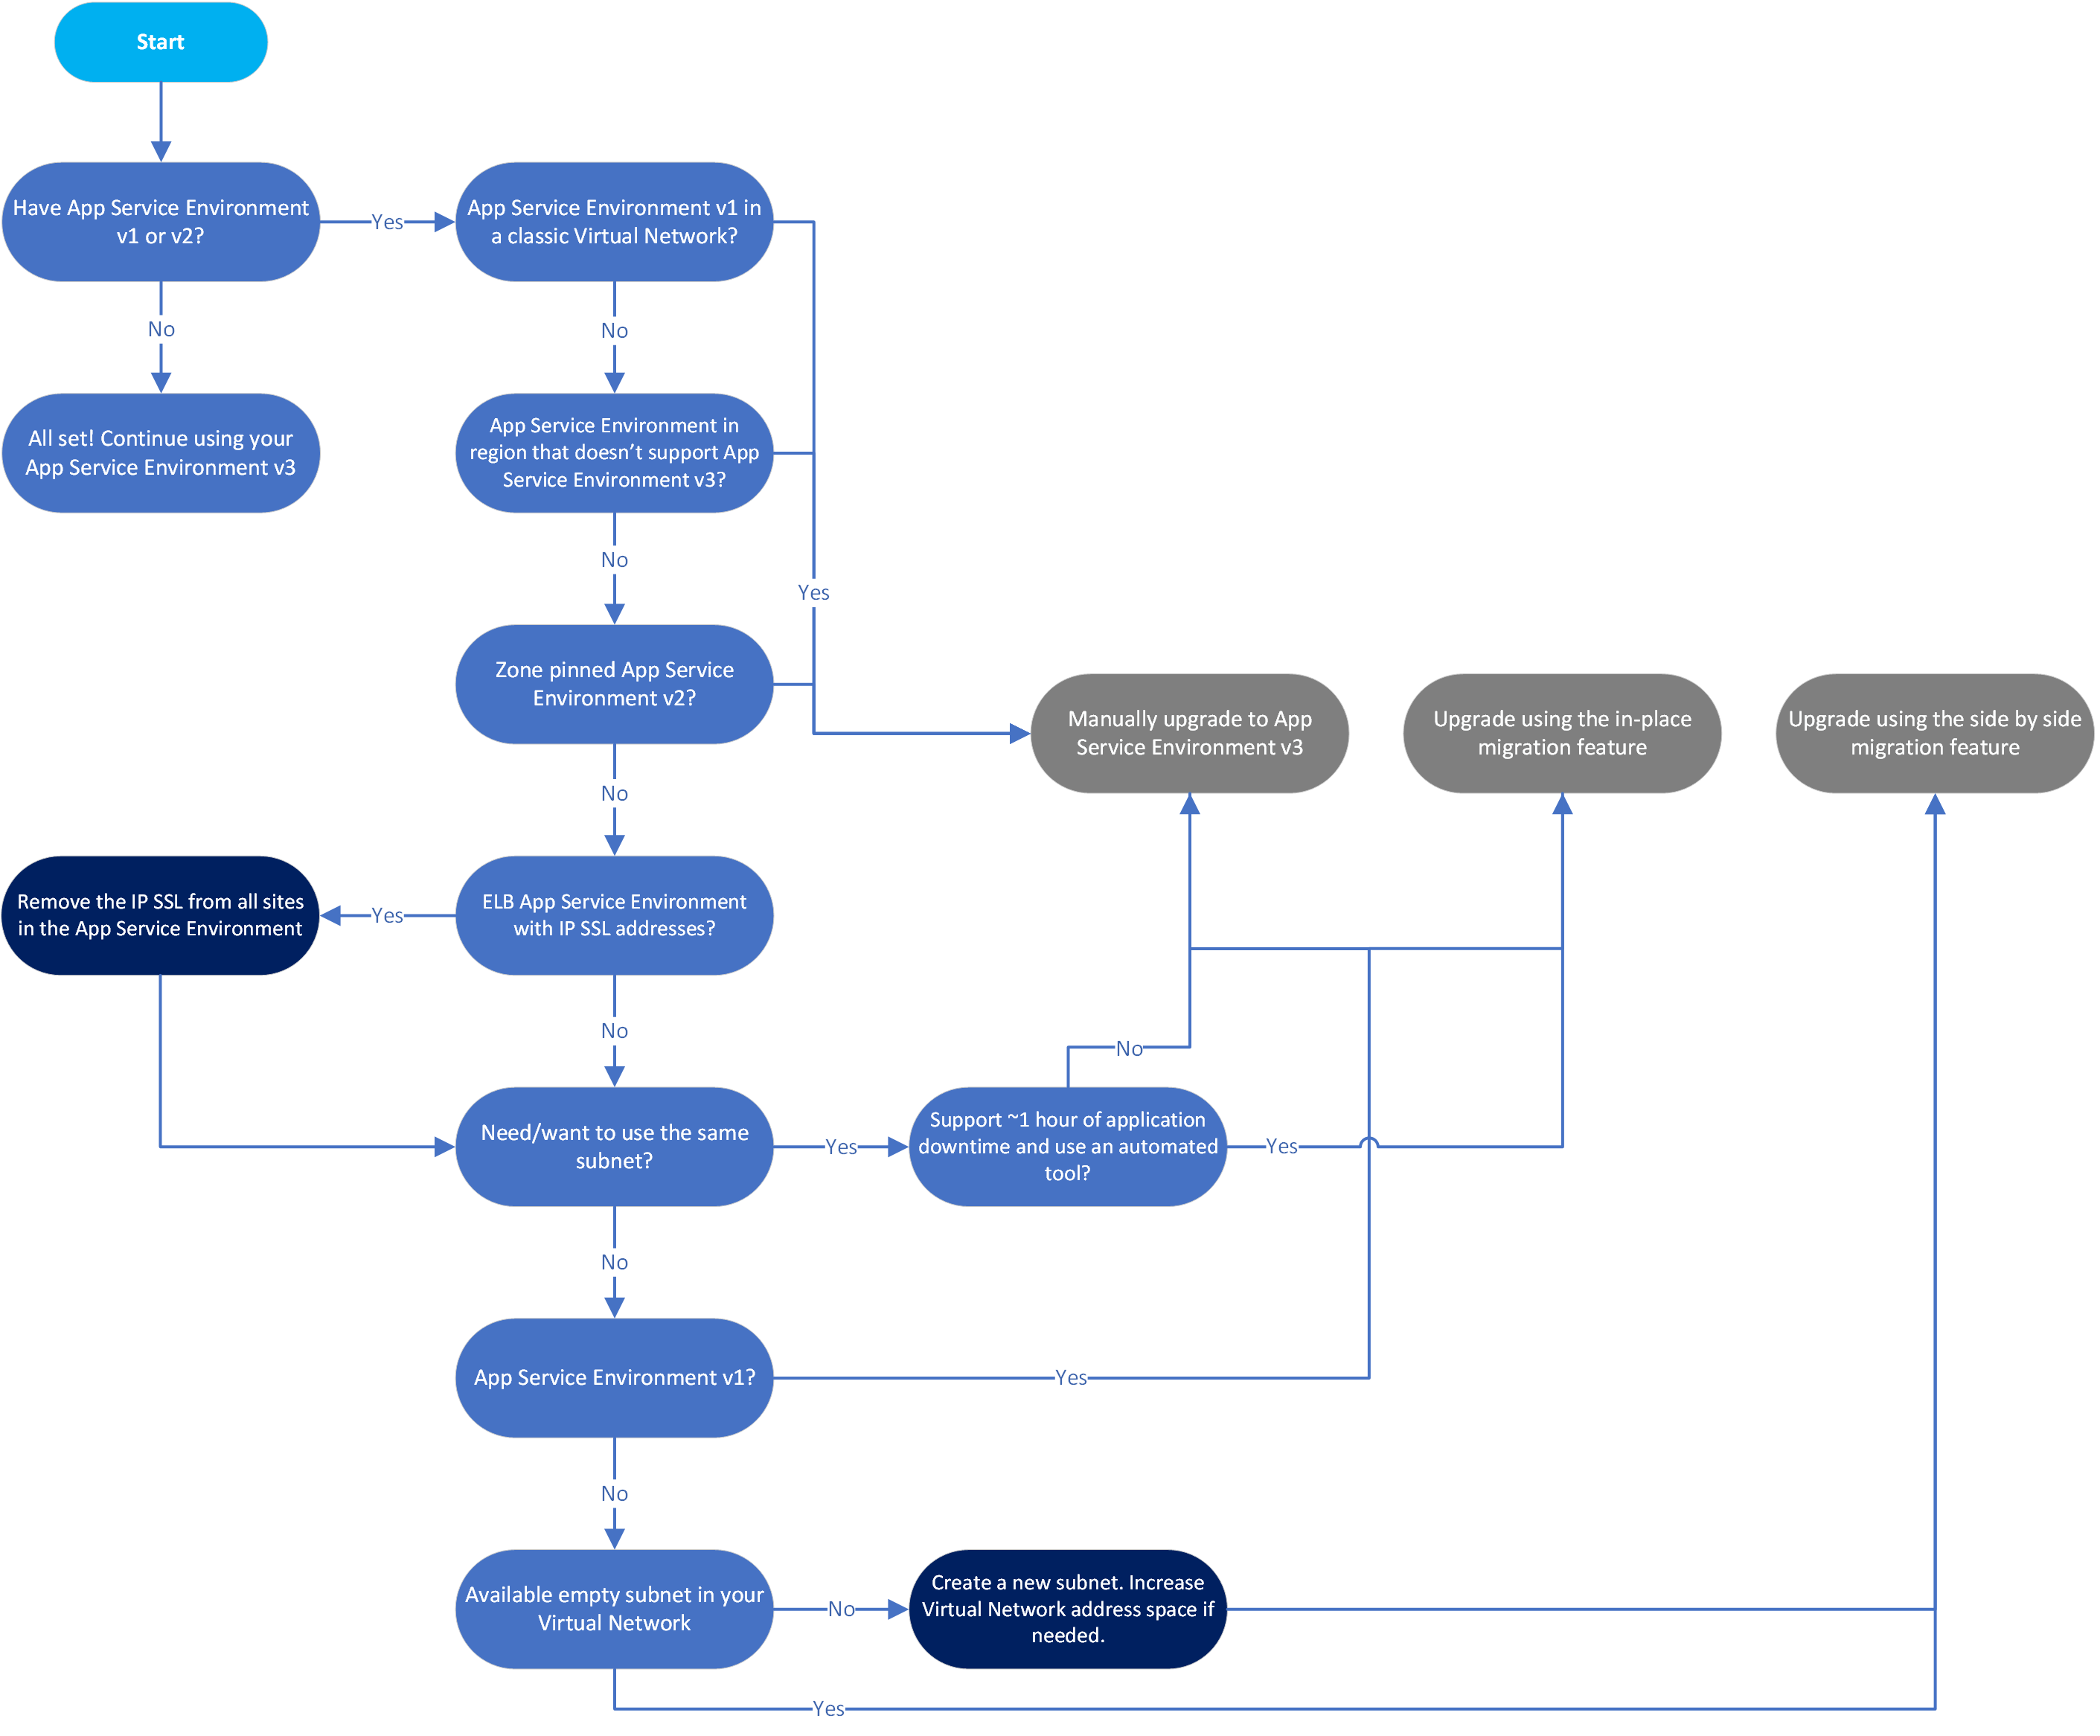 Start
Have App Service Environment
v1 or v2?
Yes
App Service Environment v1 in
a classic Virtual Network?
No
No
All set! Continue using your
App Service Environment v3
App Service Environment in
region that doesn’t support App
Service Environment v3?
No
Yes
Zone pinned App Service
Environment v2?
Manually upgrade to App
Service Environment v3
Upgrade using the in-place
migration feature
Upgrade using the side by side
migration feature
No
Remove the IP SSL from all sites
in the App Service Environment
Yes
ELB App Service Environment
with IP SSL addresses?
No
No
Need/want to use the same
subnet?
Yes
Support ~1 hour of application
downtime and use an automated
tool?
Yes
No
App Service Environment v1?
Yes
No
Available empty subnet in your
Virtual Network
No
Create a new subnet. Increase
Virtual Network address space if
needed.
Yes